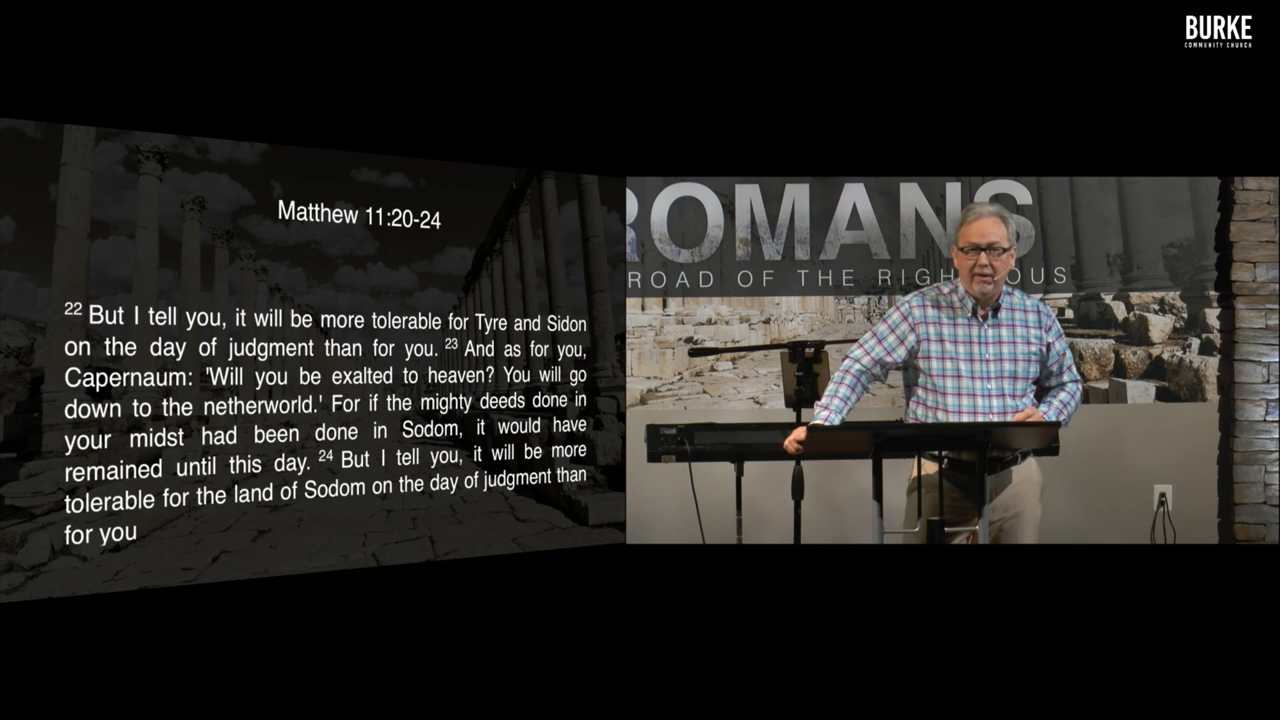 BURKE
COMMUNITY CHURCH
Matthew 11:20-24
22 But I tell you, it will be more tolerable for Tyre and Sidon
on the day of judgment than for you. 23 And as for you,
Capernaum: 'Will you be exalted to heaven? You will go
down to the netherworld.' For if the mighty deeds done in
your midst had been done in Sodom, it would have
remained until this day. 24 But I tell you, it will be more
tolerable for the land of Sodom on the day of judgment than
for you
ROMANS
ROAD OF THE RIGH OUS